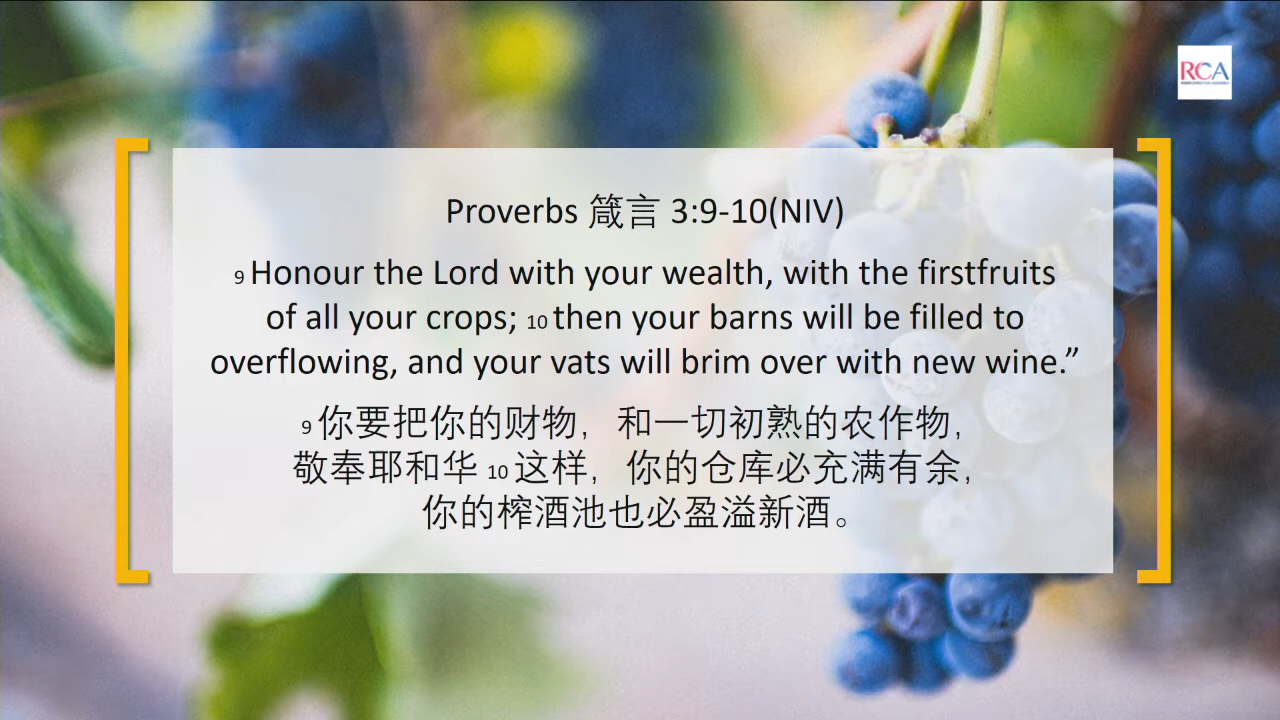 RCA
Proverbs 箴言 3:9-10(NIV)
9 Honour the Lord with your wealth, with the firstfruits
of all your crops; 10 then your barns will be filled to
overflowing, and your vats will brim over with new wine.”
9 你要把你的财物，和一切初熟的农作物，
敬奉耶和华 10 这样，你的仓库必充满有余，
你的榨酒池也必盈溢新酒。